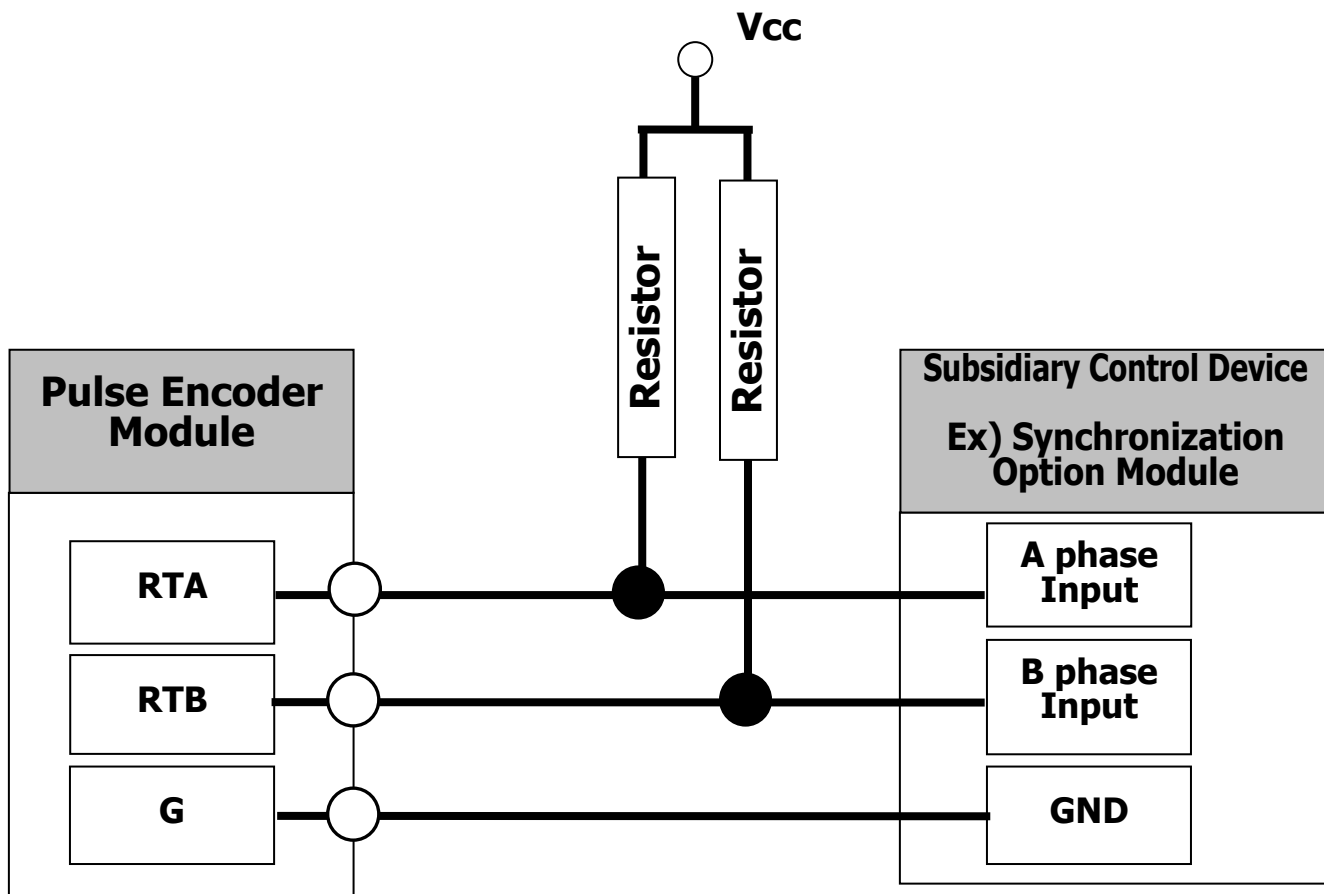 Vcc
Resistor
Resistor
Pulse Encoder
Module
RTA
RTB
G
Subsidiary Control Device
Ex) Synchronization
Option Module
A phase
Input
B phase
Input
GND